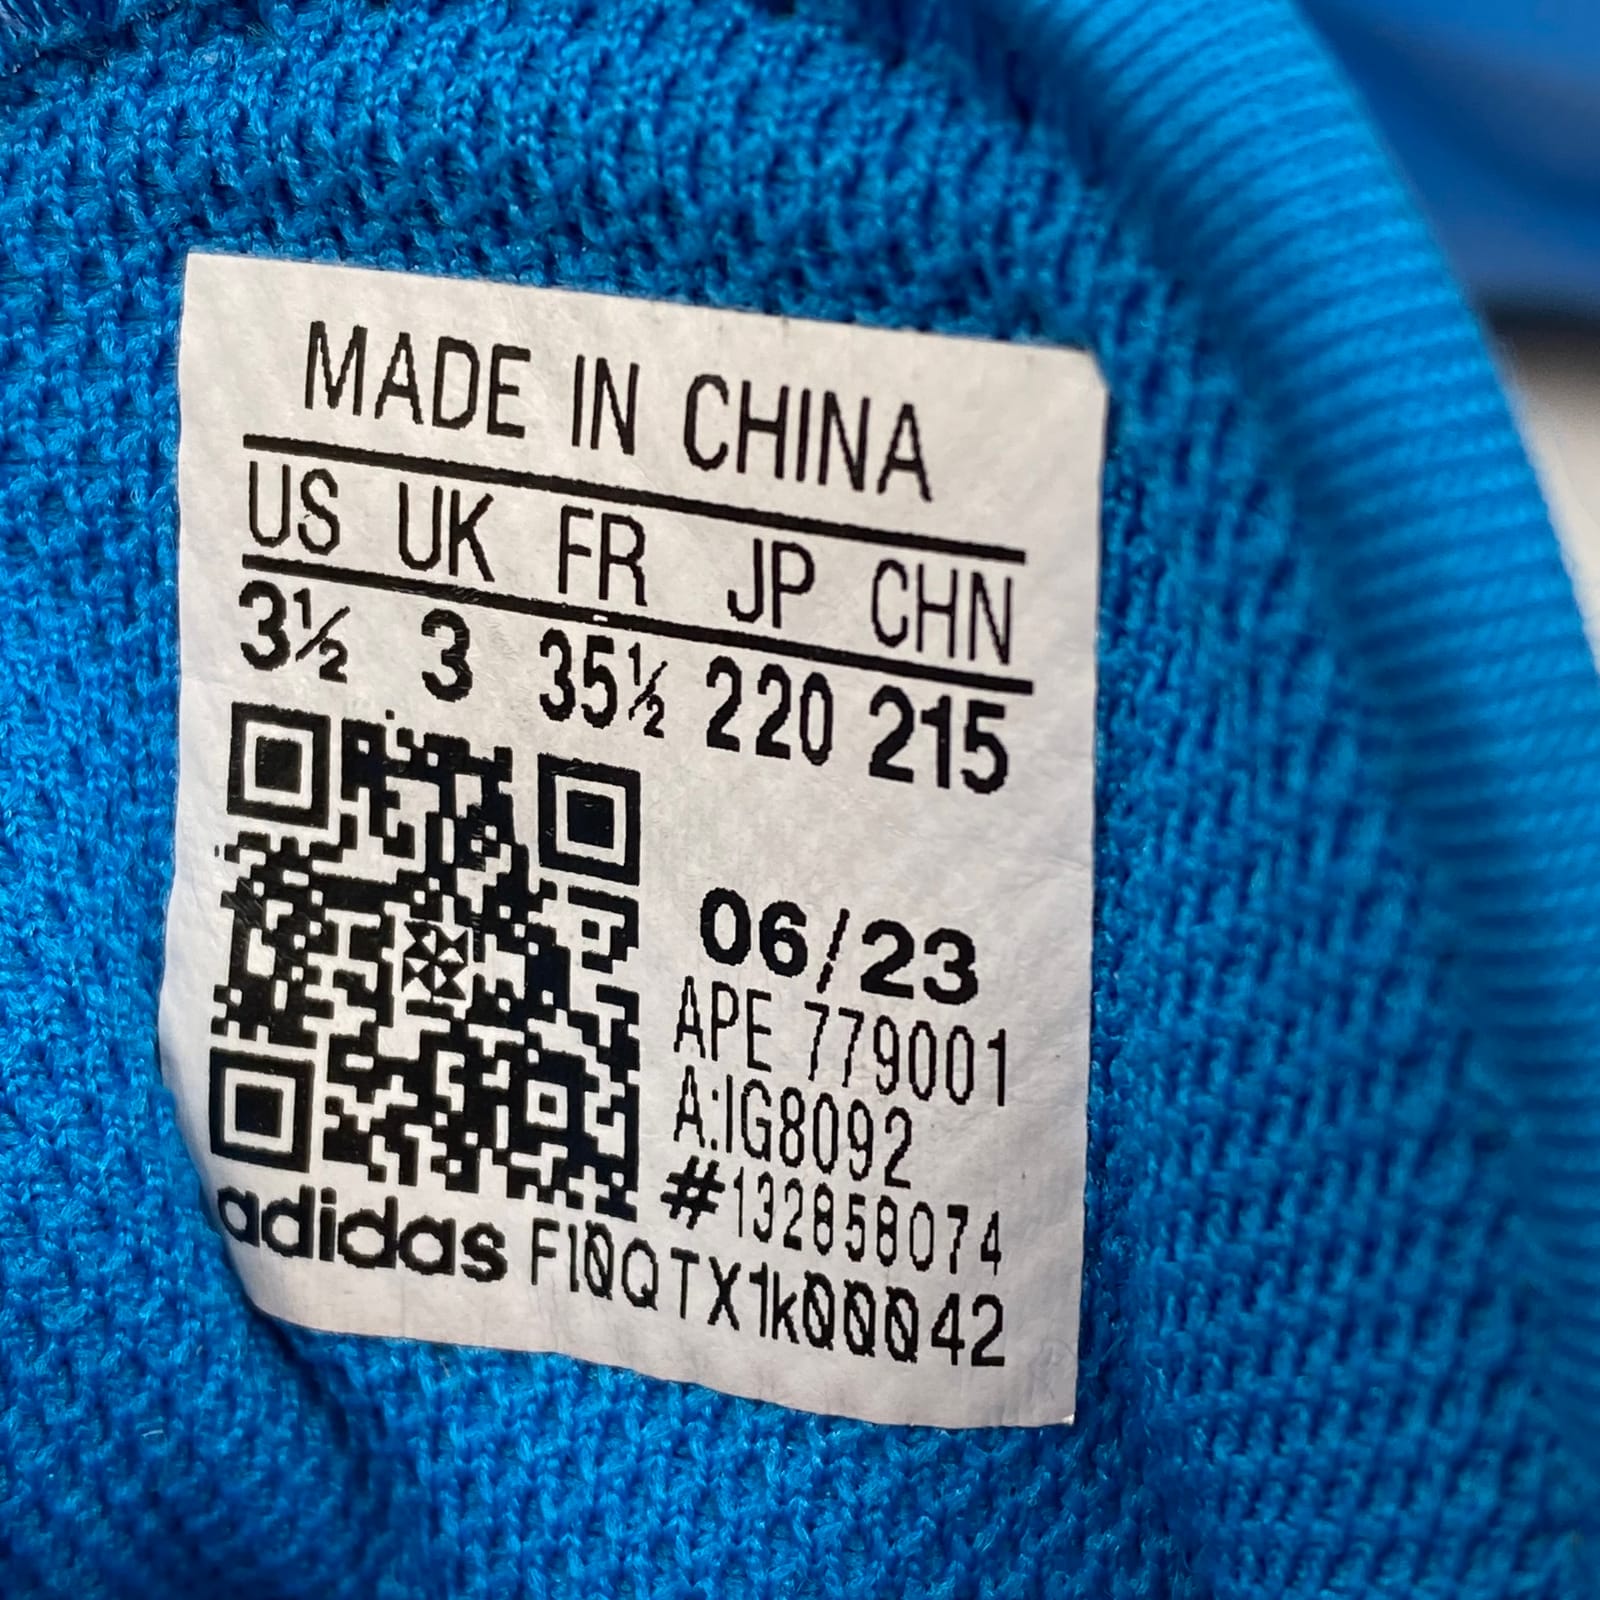 MADE IN CHINA
US UK FR JP CHN
3½ 3 35½ 220 215
06/23
APE 779001
A:IG8092
#132858074
adidas F10QTX1k00042